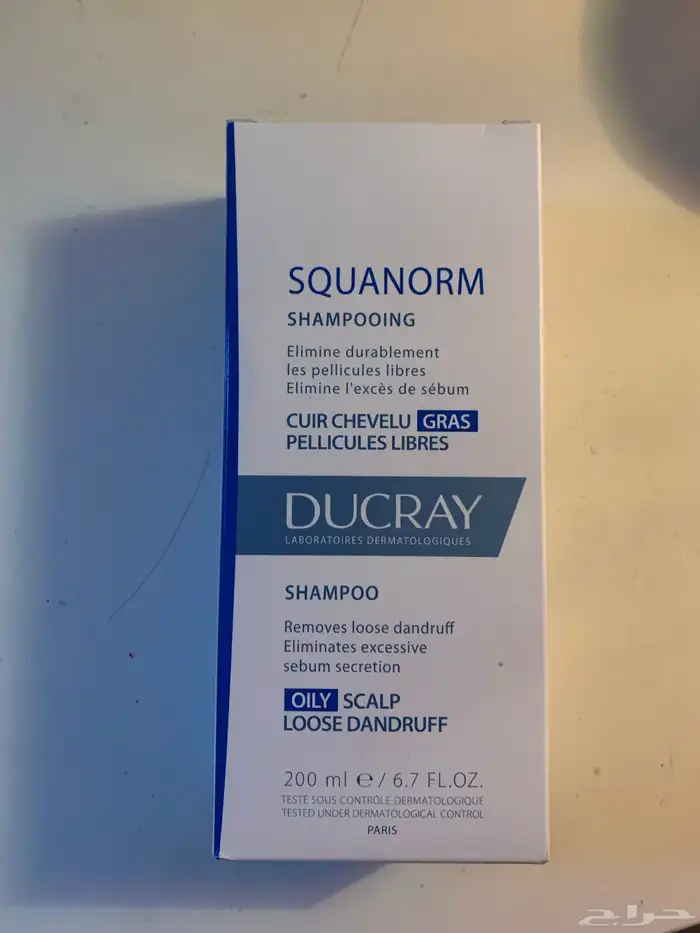 SQUANORM
SHAMPOOING
Elimine durablement
les pellicules libres
Elimine l'excès de sébum
CUIR CHEVELU GRAS
PELLICULES LIBRES
DUCRAY
LABORATOIRES DERMATOLOGIQUES
SHAMPOO
Removes loose dandruff
Eliminates excessive
sebum secretion
OILY SCALP
LOOSE DANDRUFF
200 ml ℮ / 6.7 FL.OZ.
TESTÉ SOUS CONTRÔLE DERMATOLOGIQUE
TESTED UNDER DERMATOLOGICAL CONTROL
PARIS
حراج